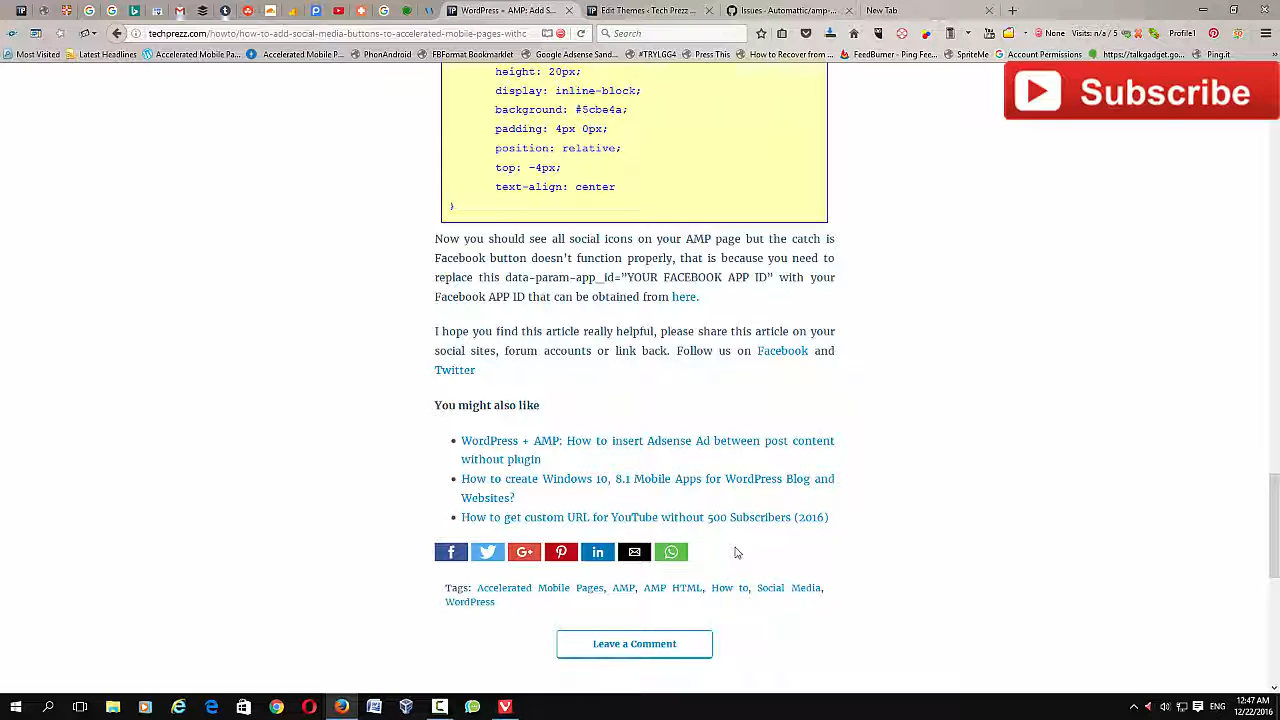 WordPress + AMP: Add S...
Edit Themes ‹ Tech Prezz ...
Issues · Automattic/amp-...
New Tab
techprezz.com/howto/how-to-add-social-media-buttons-to-accelerated-mobile-pages-withc
Search
None Visits: n/a / 5
Profile!
Most Visited
Latest Headlines
Accelerated Mobile Pa...
Accelerated Mobile P...
FBFormat Bookmarklet
Google Adsense Sand...
#TRYLGG+
Press This
How to Recover from ...
FeedBurner - Ping Fee...
SpriteMe
Account Permissions
https://talkgadget.goo...
Ping.it
Subscribe
height: 20px;
display: inline-block;
background: #5cbe4a;
padding: 4px 0px;
position: relative;
top: -4px;
text-align: center
}
Now you should see all social icons on your AMP page but the catch is
Facebook button doesn't function properly, that is because you need to
replace this data-param-app_id="YOUR FACEBOOK APP ID" with your
Facebook APP ID that can be obtained from here.
I hope you find this article really helpful, please share this article on your
social sites, forum accounts or link back. Follow us on Facebook and
Twitter
You might also like
WordPress + AMP: How to insert Adsense Ad between post content
without plugin
How to create Windows 10, 8.1 Mobile Apps for WordPress Blog and
Websites?
How to get custom URL for YouTube without 500 Subscribers (2016)
Tags: Accelerated Mobile Pages, AMP, AMP HTML, How to, Social Media,
WordPress
Leave a Comment
ENG
12:47 AM
12/22/2016